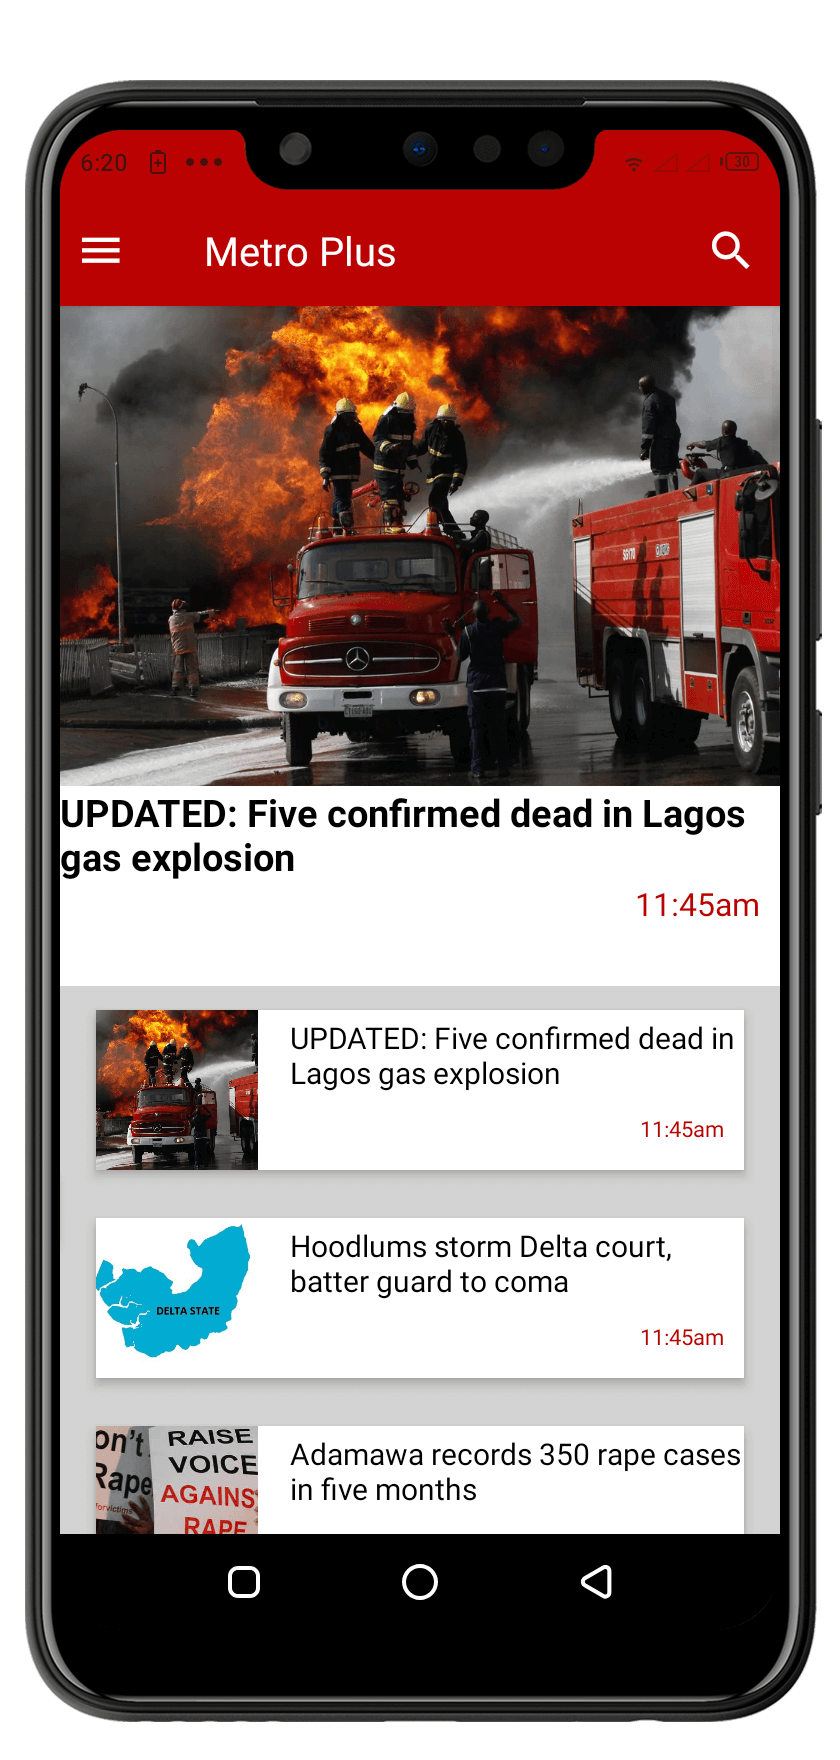 6:20
30
Metro Plus
UPDATED: Five confirmed dead in Lagos
gas explosion
11:45am
UPDATED: Five confirmed dead in
Lagos gas explosion
11:45am
DELTA STATE
Hoodlums storm Delta court,
batter guard to coma
11:45am
on't
Rape
forvictims
RAISE
VOICE
AGAINS
RAPE
Adamawa records 350 rape cases
in five months